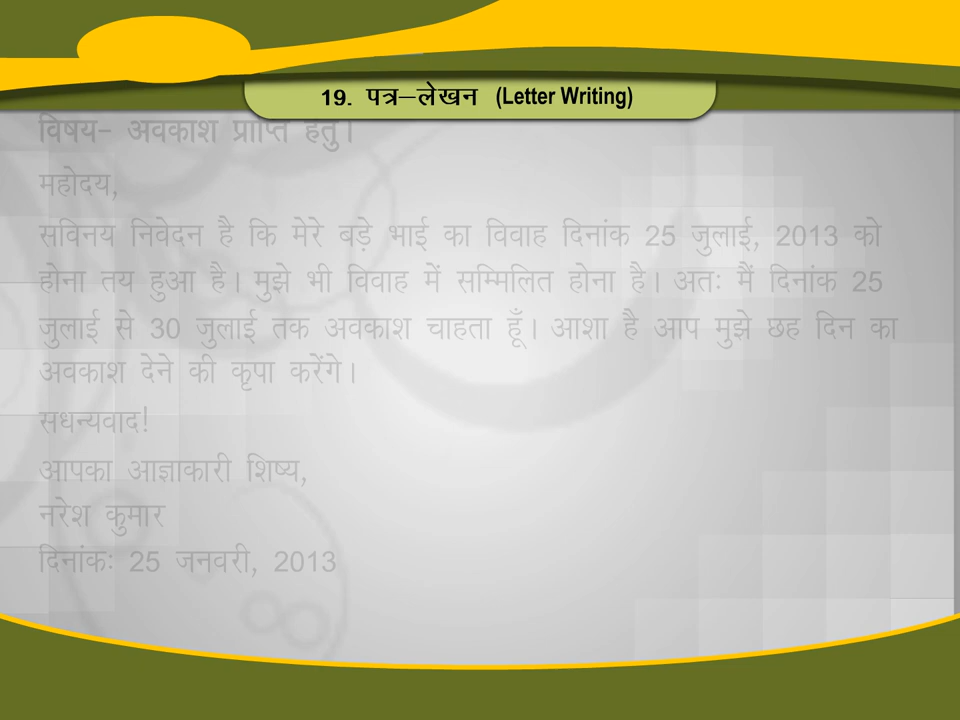 19. पत्र–लेखन (Letter Writing)
विषय- अवकाश प्राप्ति हेतु।
महोदय,
सविनय निवेदन है कि मेरे बड़े भाई का विवाह दिनांक 25 जुलाई, 2013 को
होना तय हुआ है। मुझे भी विवाह में सम्मिलित होना है। अतः मैं दिनांक 25
जुलाई से 30 जुलाई तक अवकाश चाहता हूँ। आशा है आप मुझे छह दिन का
अवकाश देने की कृपा करेंगे।
सधन्यवाद!
आपका आज्ञाकारी शिष्य,
नरेश कुमार
दिनांकः 25 जनवरी, 2013